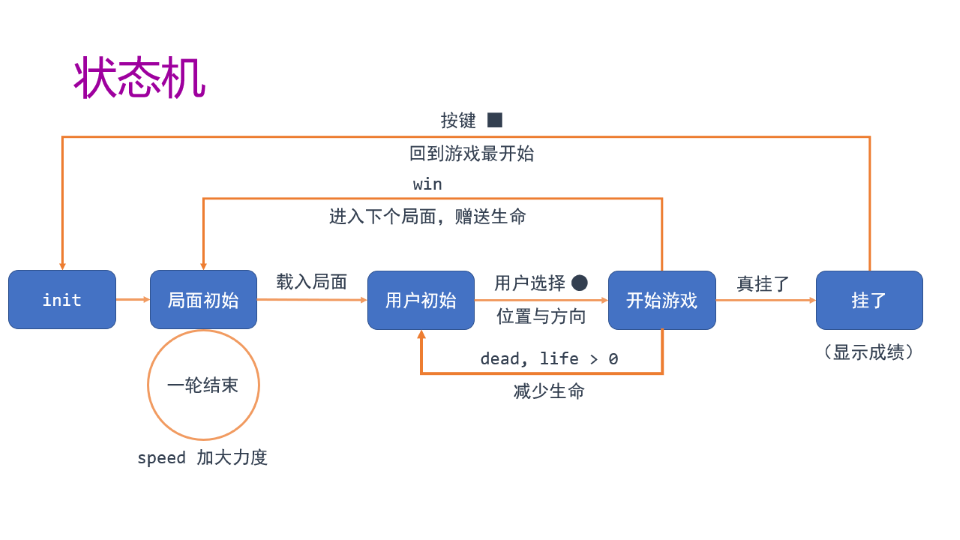 状态机
按键 ■
回到游戏最开始
win
进入下个局面，赠送生命
init
局面初始
载入局面
用户初始
用户选择 ●
位置与方向
开始游戏
真挂了
挂了
（显示成绩）
dead, life > 0
减少生命
一轮结束
speed 加大力度